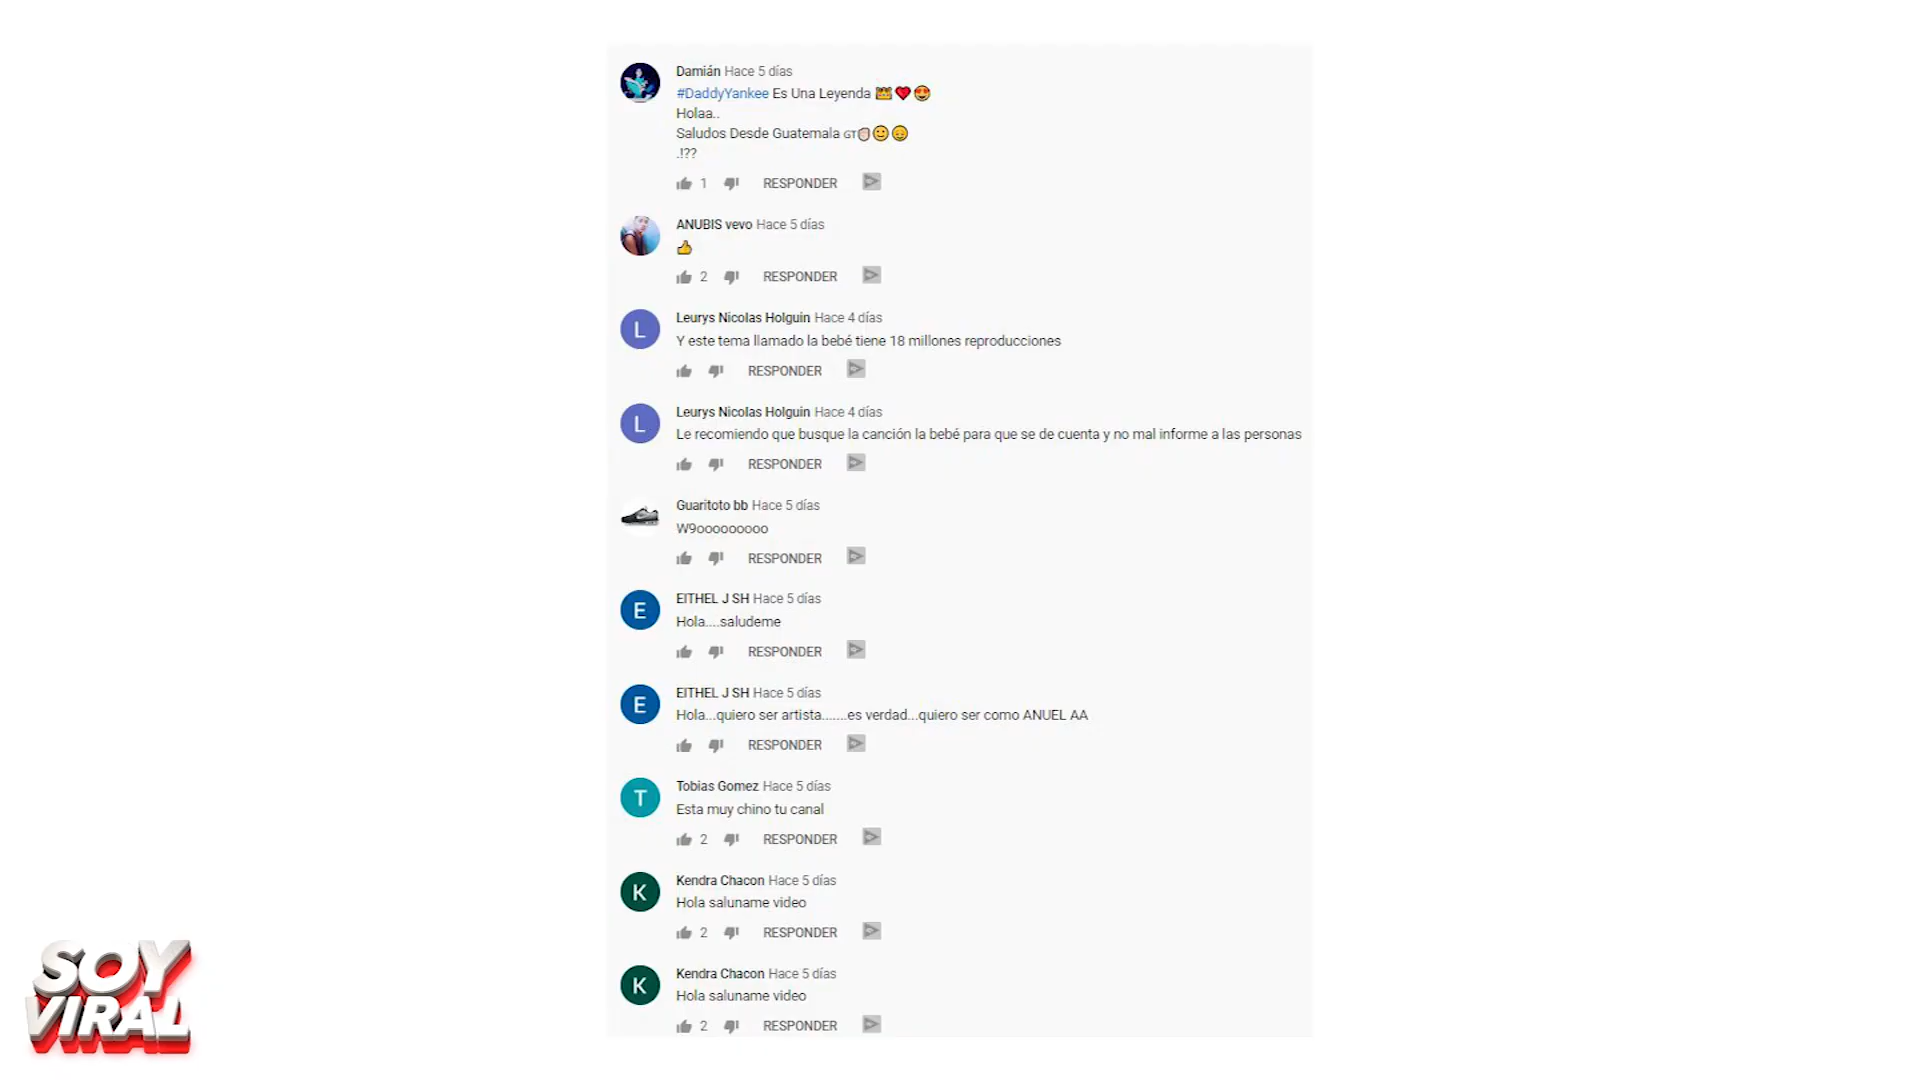 Damián Hace 5 días
#DaddyYankee Es Una Leyenda 👑❤😍
Holaa..
Saludos Desde Guatemala GT👊🏻🙂😞
.!??
1 RESPONDER
ANUBIS vevo Hace 5 días
👍
2 RESPONDER
Leurys Nicolas Holguin Hace 4 días
Y este tema llamado la bebé tiene 18 millones reproducciones
RESPONDER
Leurys Nicolas Holguin Hace 4 días
Le recomiendo que busque la canción la bebé para que se de cuenta y no mal informe a las personas
RESPONDER
Guaritoto bb Hace 5 días
W9ooooooooo
RESPONDER
EITHEL J SH Hace 5 días
Hola....saludeme
RESPONDER
EITHEL J SH Hace 5 días
Hola...quiero ser artista.......es verdad...quiero ser como ANUEL AA
RESPONDER
Tobias Gomez Hace 5 días
Esta muy chino tu canal
2 RESPONDER
Kendra Chacon Hace 5 días
Hola saluname video
2 RESPONDER
Kendra Chacon Hace 5 días
Hola saluname video
2 RESPONDER
L
L
E
E
T
K
K
SOY
VIRAL